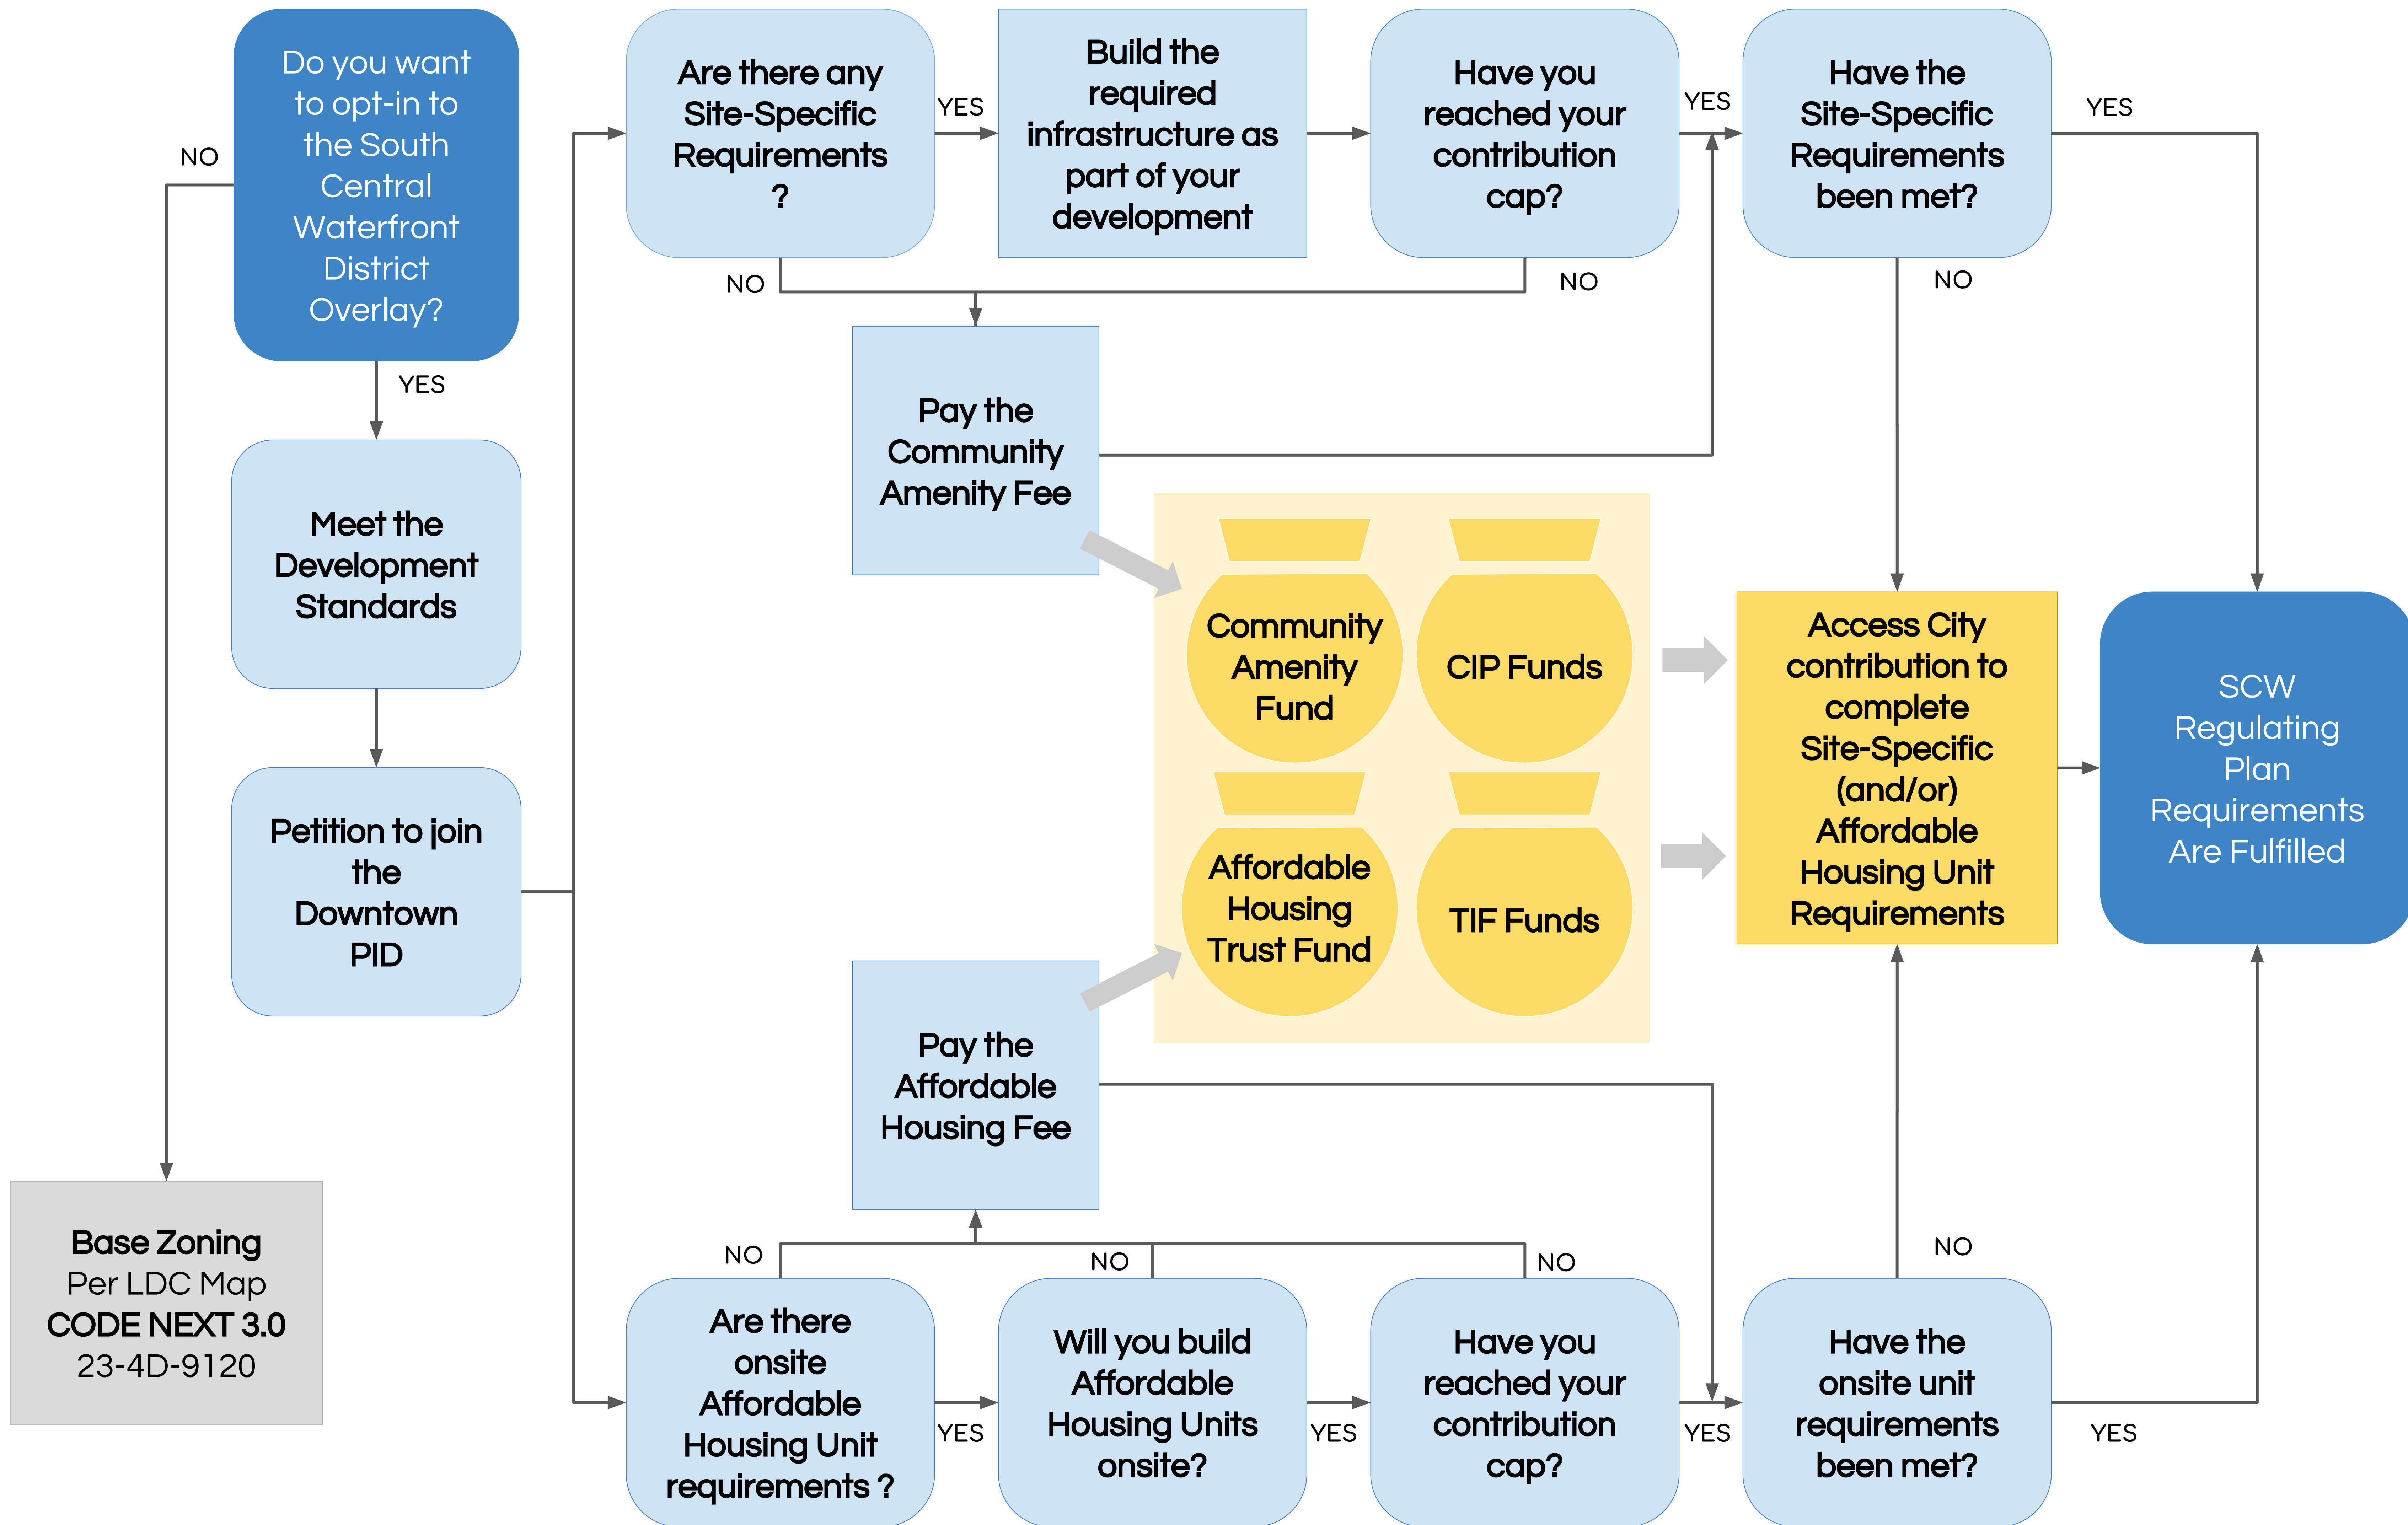 Do you want
to opt-in to
the South
Central
Waterfront
District
Overlay?
NO
YES
Meet the
Development
Standards
Petition to join
the
Downtown
PID
Base Zoning
Per LDC Map
CODE NEXT 3.0
23-4D-9120
Are there any
Site-Specific
Requirements
?
YES
NO
Build the
required
infrastructure as
part of your
development
Have you
reached your
contribution
cap?
YES
NO
Have the
Site-Specific
Requirements
been met?
YES
NO
Pay the
Community
Amenity Fee
Community
Amenity
Fund
CIP Funds
Affordable
Housing
Trust Fund
TIF Funds
Access City
contribution to
complete
Site-Specific
(and/or)
Affordable
Housing Unit
Requirements
SCW
Regulating
Plan
Requirements
Are Fulfilled
Pay the
Affordable
Housing Fee
NO
NO
NO
NO
Are there
onsite
Affordable
Housing Unit
requirements ?
YES
Will you build
Affordable
Housing Units
onsite?
YES
Have you
reached your
contribution
cap?
YES
Have the
onsite unit
requirements
been met?
YES